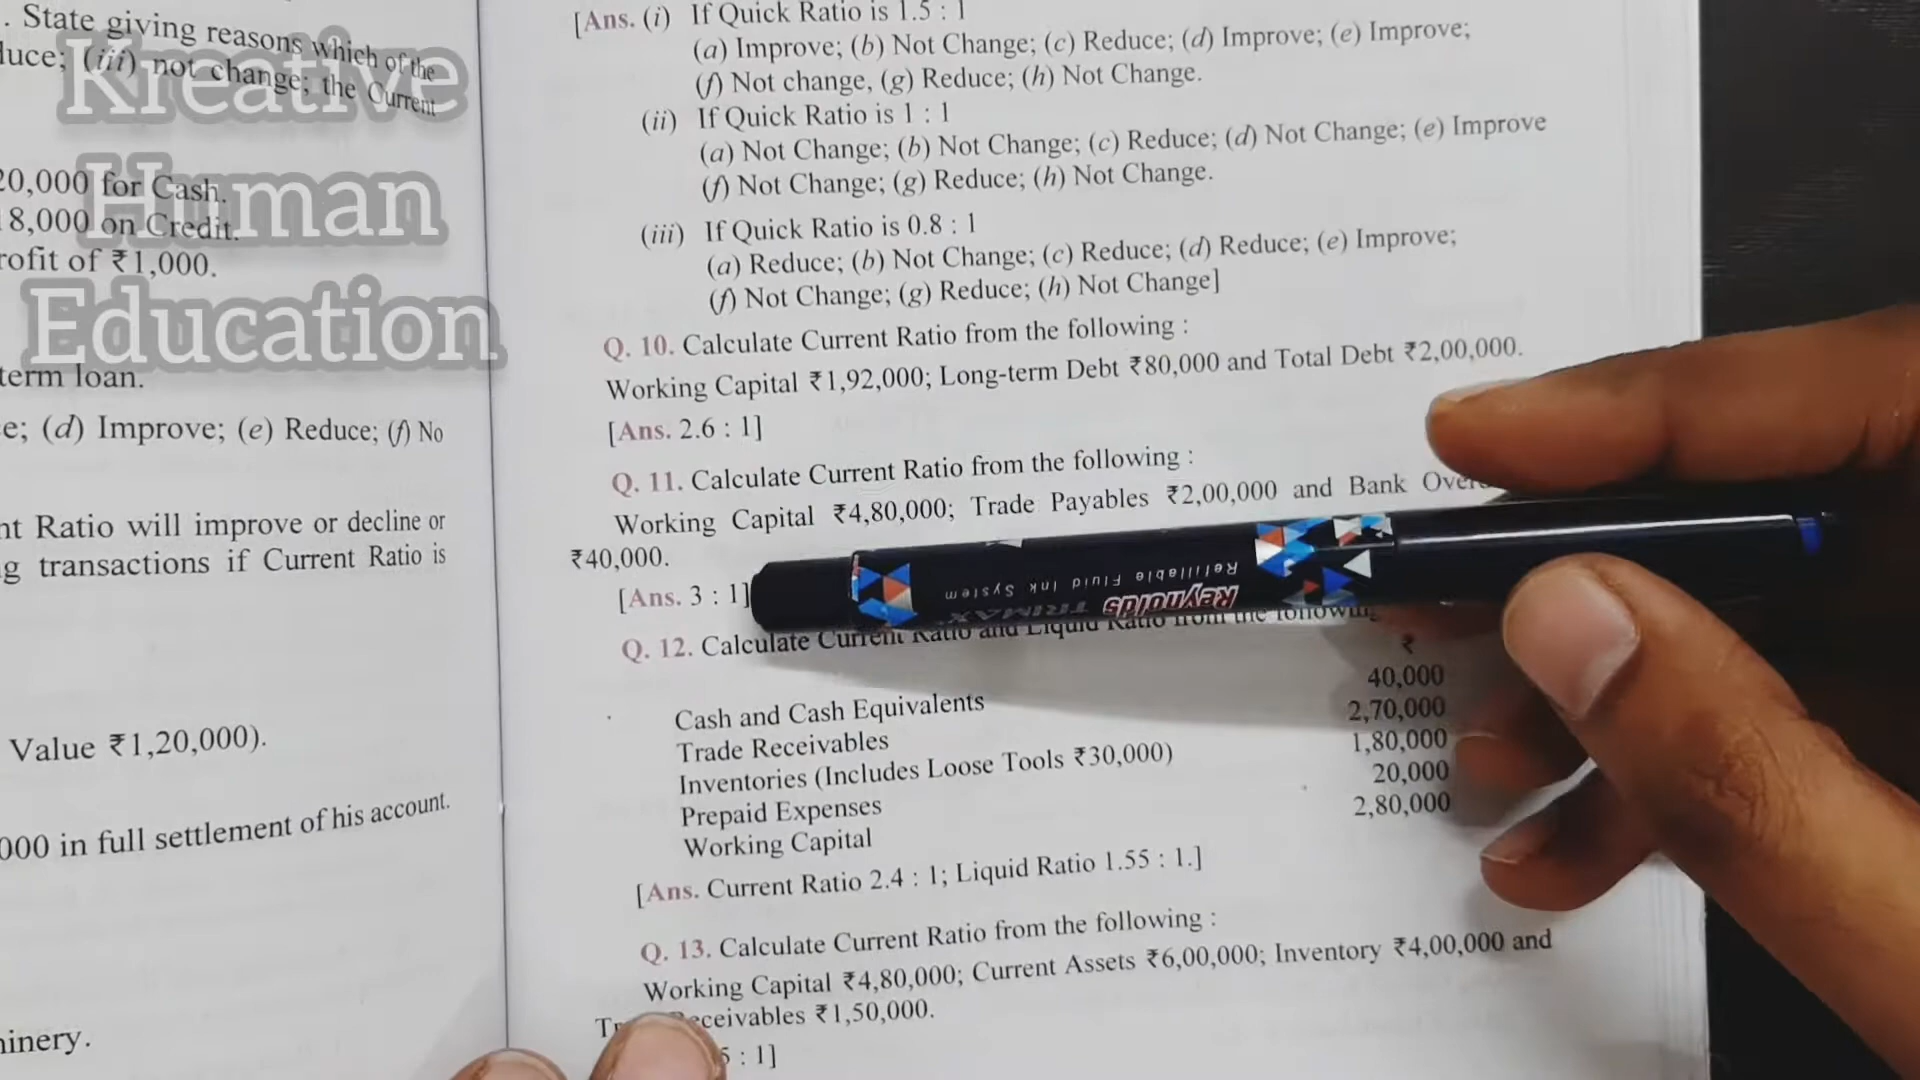 . State giving reasons which of the
duce; (iii) not change; the Current
20,000 for Cash.
18,000 on Credit.
rofit of ₹1,000.
term loan.
e; (d) Improve; (e) Reduce; (f) No
nt Ratio will improve or decline or
g transactions if Current Ratio is
Value ₹1,20,000).
000 in full settlement of his account.
inery.
Kreative
Human
Education
[Ans. (i) If Quick Ratio is 1.5 : 1
(a) Improve; (b) Not Change; (c) Reduce; (d) Improve; (e) Improve;
(f) Not change, (g) Reduce; (h) Not Change.
(ii) If Quick Ratio is 1 : 1
(a) Not Change; (b) Not Change; (c) Reduce; (d) Not Change; (e) Improve
(f) Not Change; (g) Reduce; (h) Not Change.
(iii) If Quick Ratio is 0.8 : 1
(a) Reduce; (b) Not Change; (c) Reduce; (d) Reduce; (e) Improve;
(f) Not Change; (g) Reduce; (h) Not Change]
Q. 10. Calculate Current Ratio from the following :
Working Capital ₹1,92,000; Long-term Debt ₹80,000 and Total Debt ₹2,00,000.
[Ans. 2.6 : 1]
Q. 11. Calculate Current Ratio from the following :
Working Capital ₹4,80,000; Trade Payables ₹2,00,000 and Bank
₹40,000.
[Ans. 3 : 1]
Reynolds TRIMAX
Refillable Fluid Ink System
Q. 12. Calculate Current Ratio and Liquid Ratio from the following
₹
Cash and Cash Equivalents 40,000
Trade Receivables 2,70,000
Inventories (Includes Loose Tools ₹30,000) 1,80,000
Prepaid Expenses 20,000
Working Capital 2,80,000
[Ans. Current Ratio 2.4 : 1; Liquid Ratio 1.55 : 1.]
Q. 13. Calculate Current Ratio from the following :
Working Capital ₹4,80,000; Current Assets ₹6,00,000; Inventory ₹4,00,000 and
ceivables ₹1,50,000.
: 1]